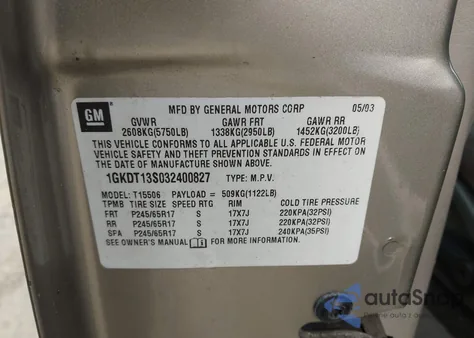 GM
MFD BY GENERAL MOTORS CORP 05/03
GVWR GAWR FRT GAWR RR
2608KG(5750LB) 1338KG(2950LB) 1452KG(3200LB)
THIS VEHICLE CONFORMS TO ALL APPLICABLE U.S. FEDERAL MOTOR
VEHICLE SAFETY AND THEFT PREVENTION STANDARDS IN EFFECT ON
THE DATE OF MANUFACTURE SHOWN ABOVE.
1GKDT13S032400827 TYPE: M.P.V.
MODEL: T15506 PAYLOAD = 509KG(1122LB)
TPMB TIRE SIZE SPEED RTG RIM COLD TIRE PRESSURE
FRT P245/65R17 S 17X7J 220KPA(32PSI)
RR P245/65R17 S 17X7J 220KPA(32PSI)
SPA P245/65R17 S 17X7J 240KPA(35PSI)
SEE OWNER'S MANUAL FOR MORE INFORMATION.
autaSnap